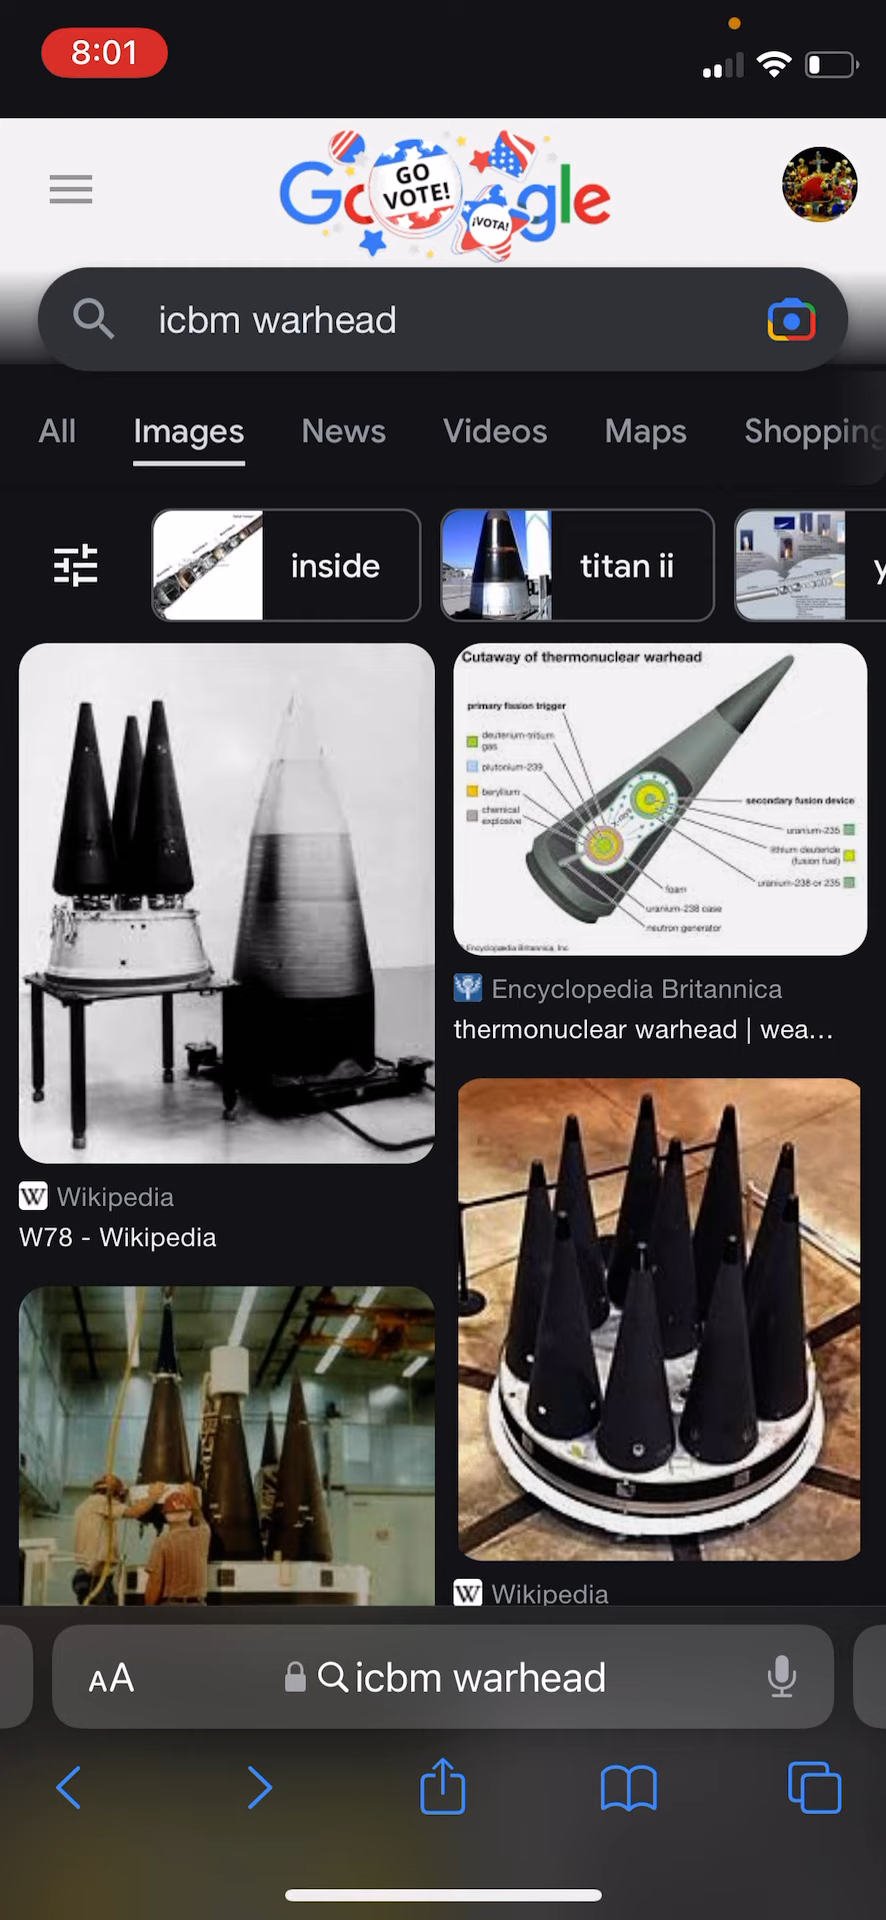 8:01
Google
GO
VOTE!
¡VOTA!
icbm warhead
All Images News Videos Maps Shopping
inside
titan ii
Cutaway of thermonuclear warhead
primary fission trigger
deuterium-tritium
gas
plutonium-239
beryllium
chemical
explosive
secondary fusion device
uranium-235
lithium deuteride
(fusion fuel)
uranium-238 or 235
x-rays
foam
uranium-238 case
neutron generator
Encyclopædia Britannica, Inc
Encyclopedia Britannica
thermonuclear warhead | wea...
W Wikipedia
W78 - Wikipedia
W Wikipedia
AA icbm warhead